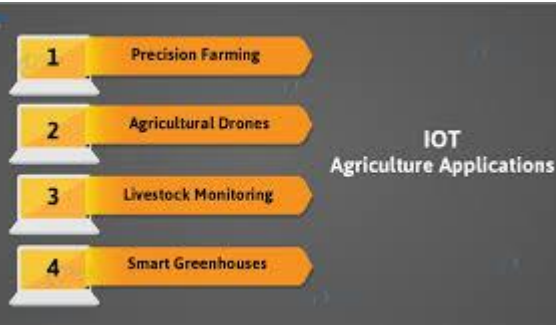 1 Precision Farming
2 Agricultural Drones
3 Livestock Monitoring
4 Smart Greenhouses
IOT
Agriculture Applications